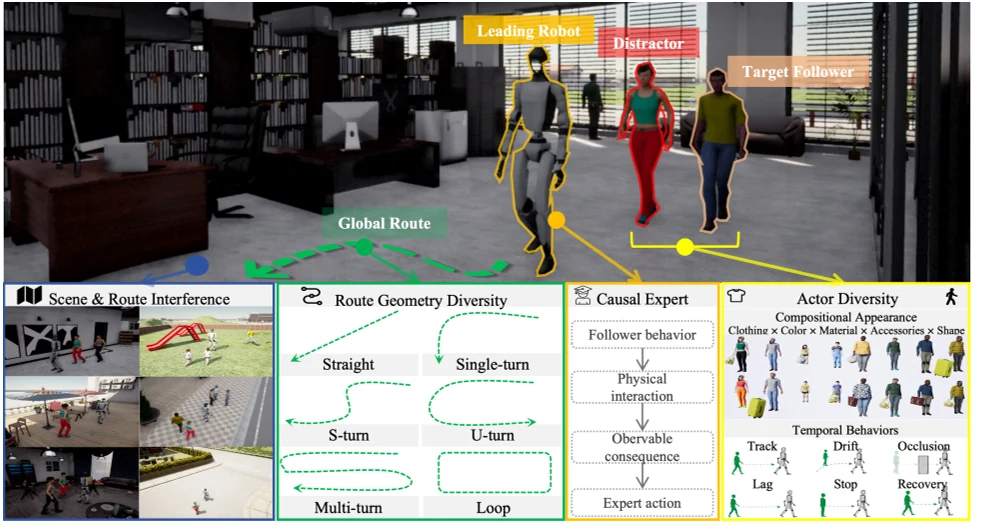 Leading Robot
Distractor
Target Follower
Global Route
Scene & Route Interference
Route Geometry Diversity
Straight
Single-turn
S-turn
U-turn
Multi-turn
Loop
Causal Expert
Follower behavior
Physical
interaction
Obervable
consequence
Expert action
Actor Diversity
Compositional Appearance
Clothing × Color × Material × Accessories × Shape
Temporal Behaviors
Track
Drift
Occlusion
Lag
Stop
Recovery